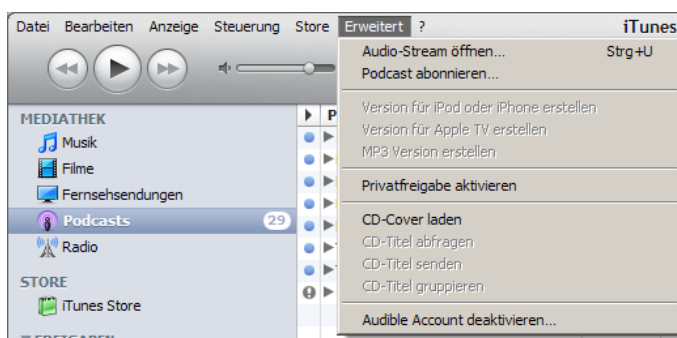 Datei Bearbeiten Anzeige Steuerung Store Erweitert ? iTunes
Audio-Stream öffnen... Strg+U
Podcast abonnieren...
Version für iPod oder iPhone erstellen
Version für Apple TV erstellen
MP3 Version erstellen
Privatfreigabe aktivieren
CD-Cover laden
CD-Titel abfragen
CD-Titel senden
CD-Titel gruppieren
Audible Account deaktivieren...
P
MEDIATHEK
Musik
Filme
Fernsehsendungen
Podcasts 29
Radio
STORE
iTunes Store